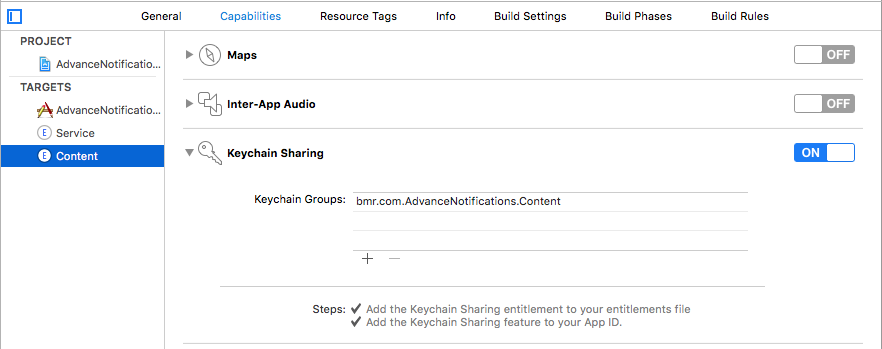 General Capabilities Resource Tags Info Build Settings Build Phases Build Rules
PROJECT
AdvanceNotificatio...
TARGETS
AdvanceNotificatio...
E Service
E Content
Maps OFF
Inter-App Audio OFF
Keychain Sharing ON
Keychain Groups: bmr.com.AdvanceNotifications.Content
Steps: ✓ Add the Keychain Sharing entitlement to your entitlements file
✓ Add the Keychain Sharing feature to your App ID.